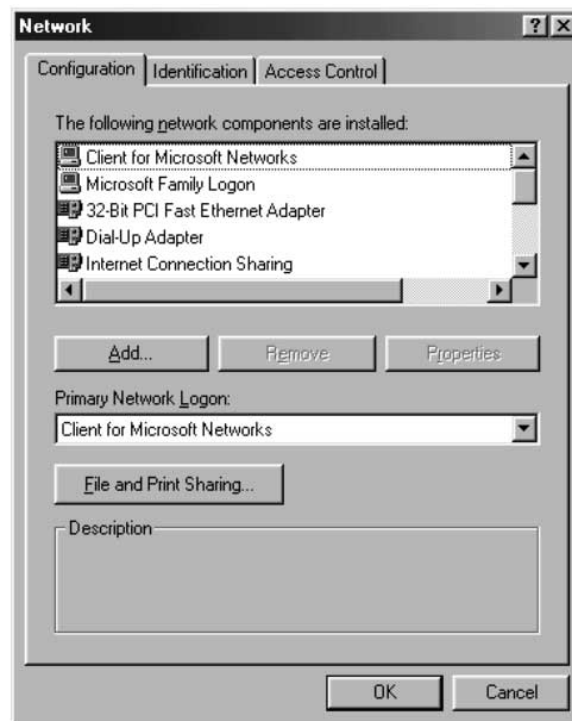 Network
Configuration Identification Access Control
The following network components are installed:
Client for Microsoft Networks
Microsoft Family Logon
32-Bit PCI Fast Ethernet Adapter
Dial-Up Adapter
Internet Connection Sharing
Add... Remove Properties
Primary Network Logon:
Client for Microsoft Networks
File and Print Sharing...
Description
OK Cancel